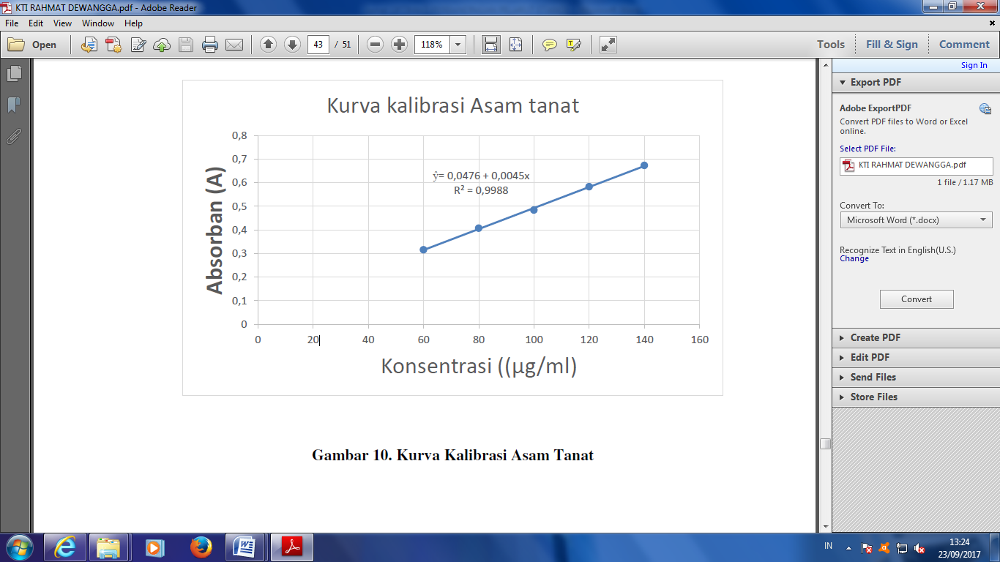 KTI RAHMAT DEWANGGA.pdf - Adobe Reader
File Edit View Window Help
Open 43 / 51 118% Tools Fill & Sign Comment
Sign In
Export PDF
Adobe ExportPDF
Convert PDF files to Word or Excel
online.
Select PDF File:
KTI RAHMAT DEWANGGA.pdf
1 file / 1.17 MB
Convert To:
Microsoft Word (*.docx)
Recognize Text in English(U.S.)
Change
Convert
Create PDF
Edit PDF
Send Files
Store Files
Kurva kalibrasi Asam tanat
Absorban (A)
0,8
0,7
0,6
0,5
0,4
0,3
0,2
0,1
0
ŷ= 0,0476 + 0,0045x
R² = 0,9988
0 20 40 60 80 100 120 140 160
Konsentrasi ((µg/ml)
Gambar 10. Kurva Kalibrasi Asam Tanat
IN
13:24
23/09/2017